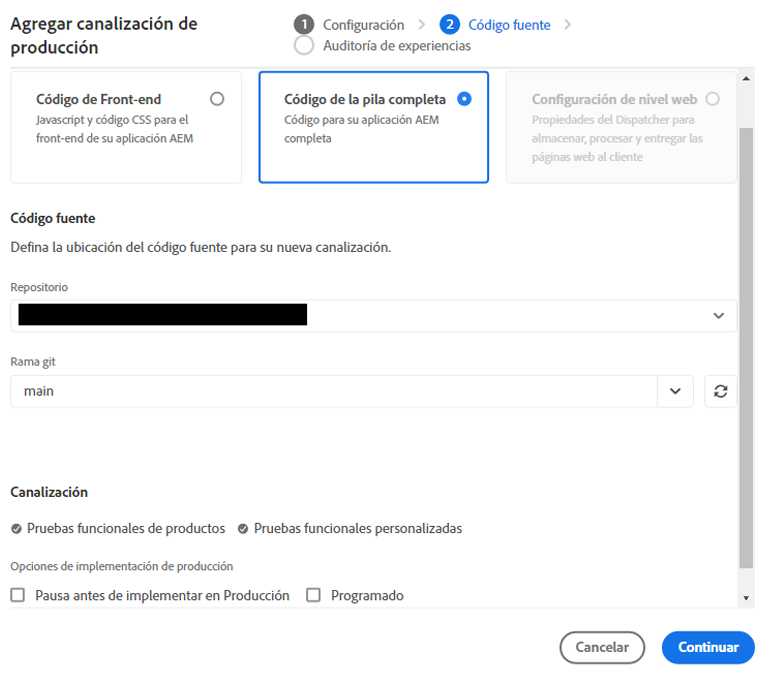 Agregar canalización de
producción
1 Configuración
2 Código fuente
Auditoría de experiencias
Código de Front-end
Javascript y código CSS para el
front-end de su aplicación AEM
Código de la pila completa
Código para su aplicación AEM
completa
Configuración de nivel web
Propiedades del Dispatcher para
almacenar, procesar y entregar las
páginas web al cliente
Código fuente
Defina la ubicación del código fuente para su nueva canalización.
Repositorio
Rama git
main
Canalización
Pruebas funcionales de productos Pruebas funcionales personalizadas
Opciones de implementación de producción
Pausa antes de implementar en Producción Programado
Cancelar Continuar